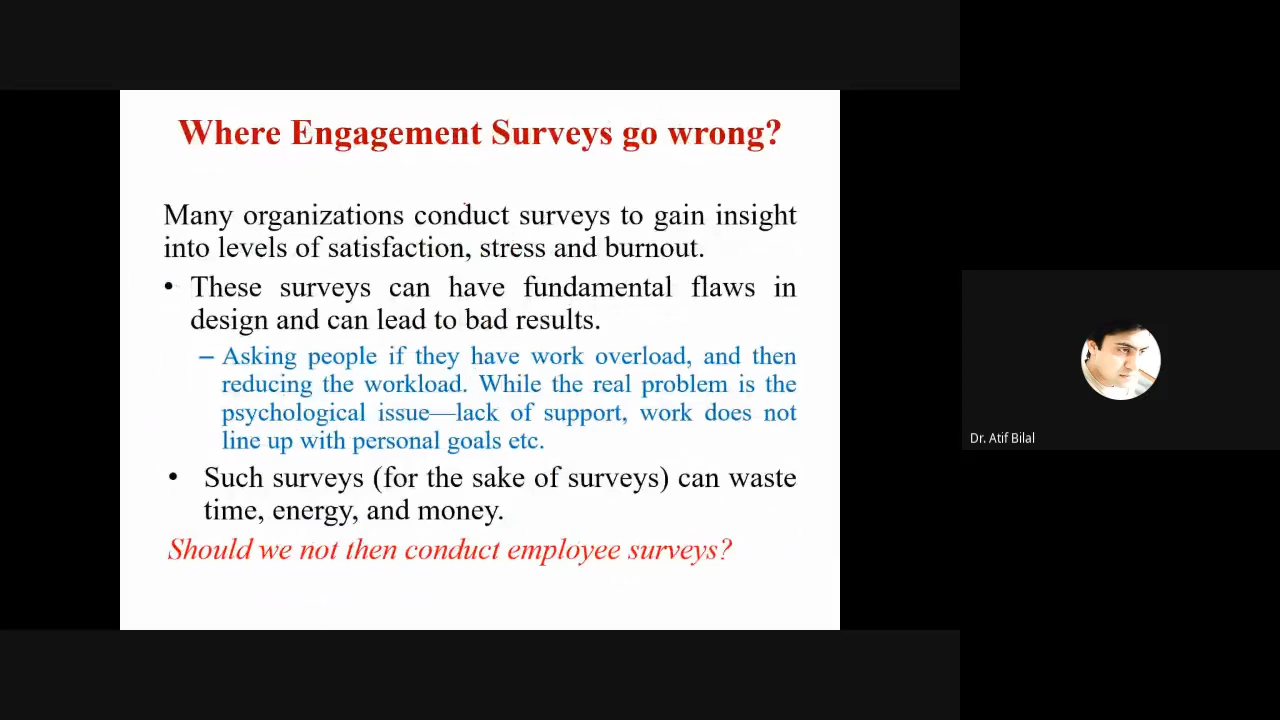 Where Engagement Surveys go wrong?
Many organizations conduct surveys to gain insight
into levels of satisfaction, stress and burnout.
• These surveys can have fundamental flaws in
design and can lead to bad results.
– Asking people if they have work overload, and then
reducing the workload. While the real problem is the
psychological issue—lack of support, work does not
line up with personal goals etc.
• Such surveys (for the sake of surveys) can waste
time, energy, and money.
Should we not then conduct employee surveys?
Dr. Atif Bilal